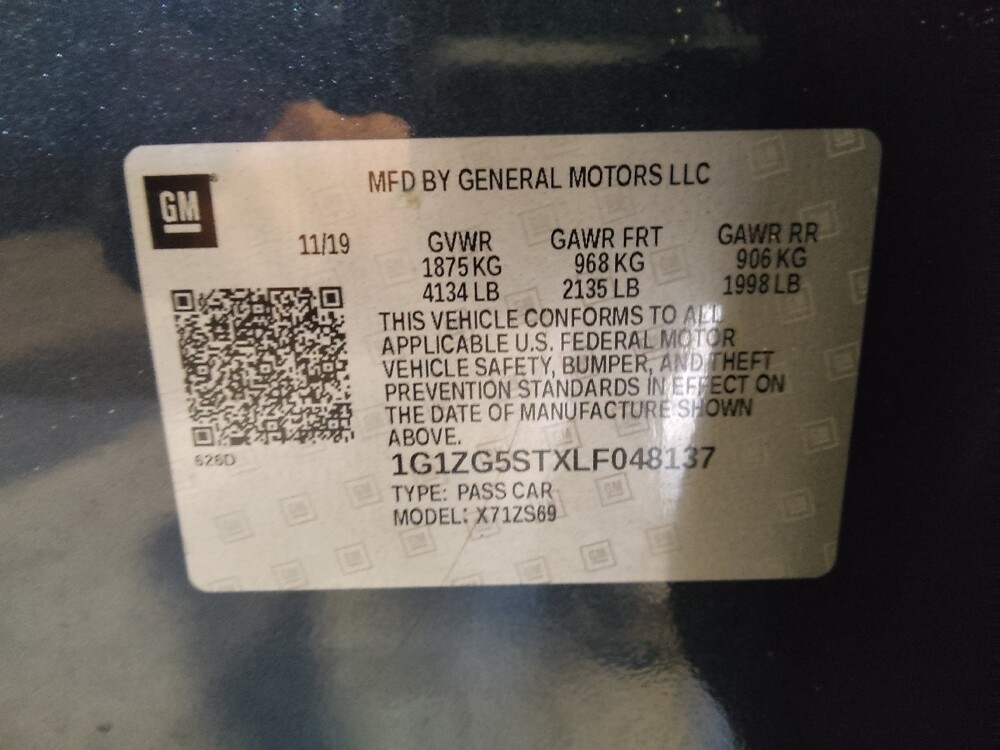 GM
MFD BY GENERAL MOTORS LLC
11/19 GVWR GAWR FRT GAWR RR
1875 KG 968 KG 906 KG
4134 LB 2135 LB 1998 LB
THIS VEHICLE CONFORMS TO ALL
APPLICABLE U.S. FEDERAL MOTOR
VEHICLE SAFETY, BUMPER, AND THEFT
PREVENTION STANDARDS IN EFFECT ON
THE DATE OF MANUFACTURE SHOWN
ABOVE.
626D
1G1ZG5STXLF048137
TYPE: PASS CAR
MODEL: X71ZS69